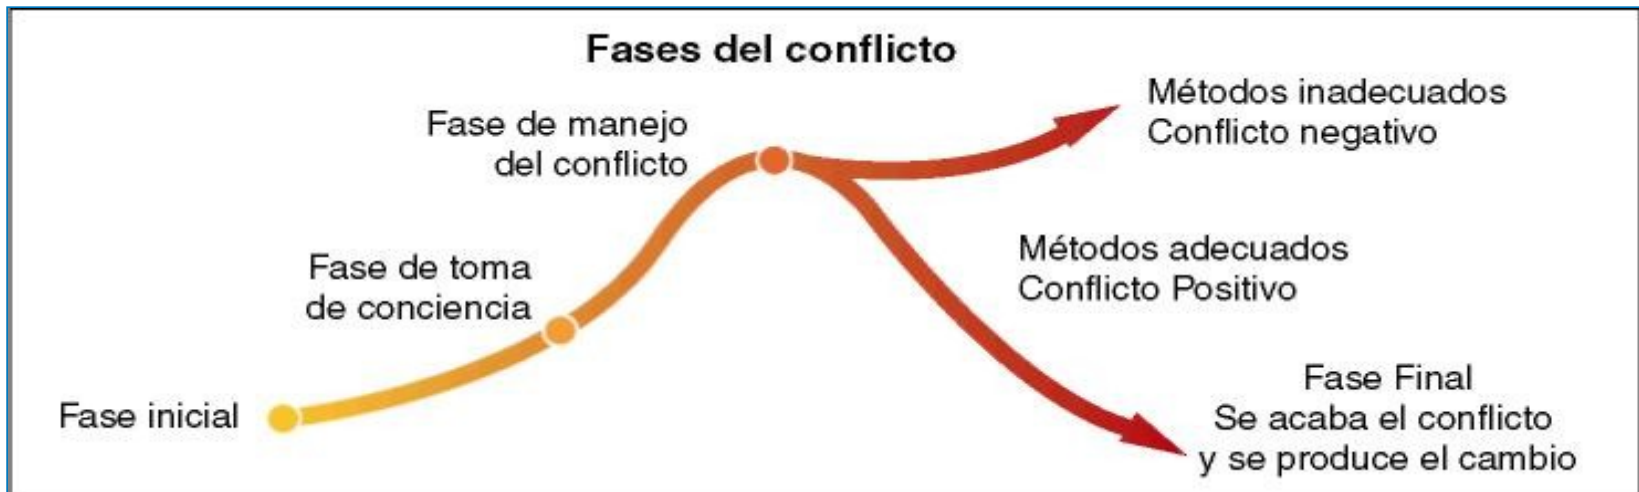 Fases del conflicto
Fase de manejo
del conflicto
Métodos inadecuados
Conflicto negativo
Fase de toma
de conciencia
Métodos adecuados
Conflicto Positivo
Fase inicial
Fase Final
Se acaba el conflicto
y se produce el cambio